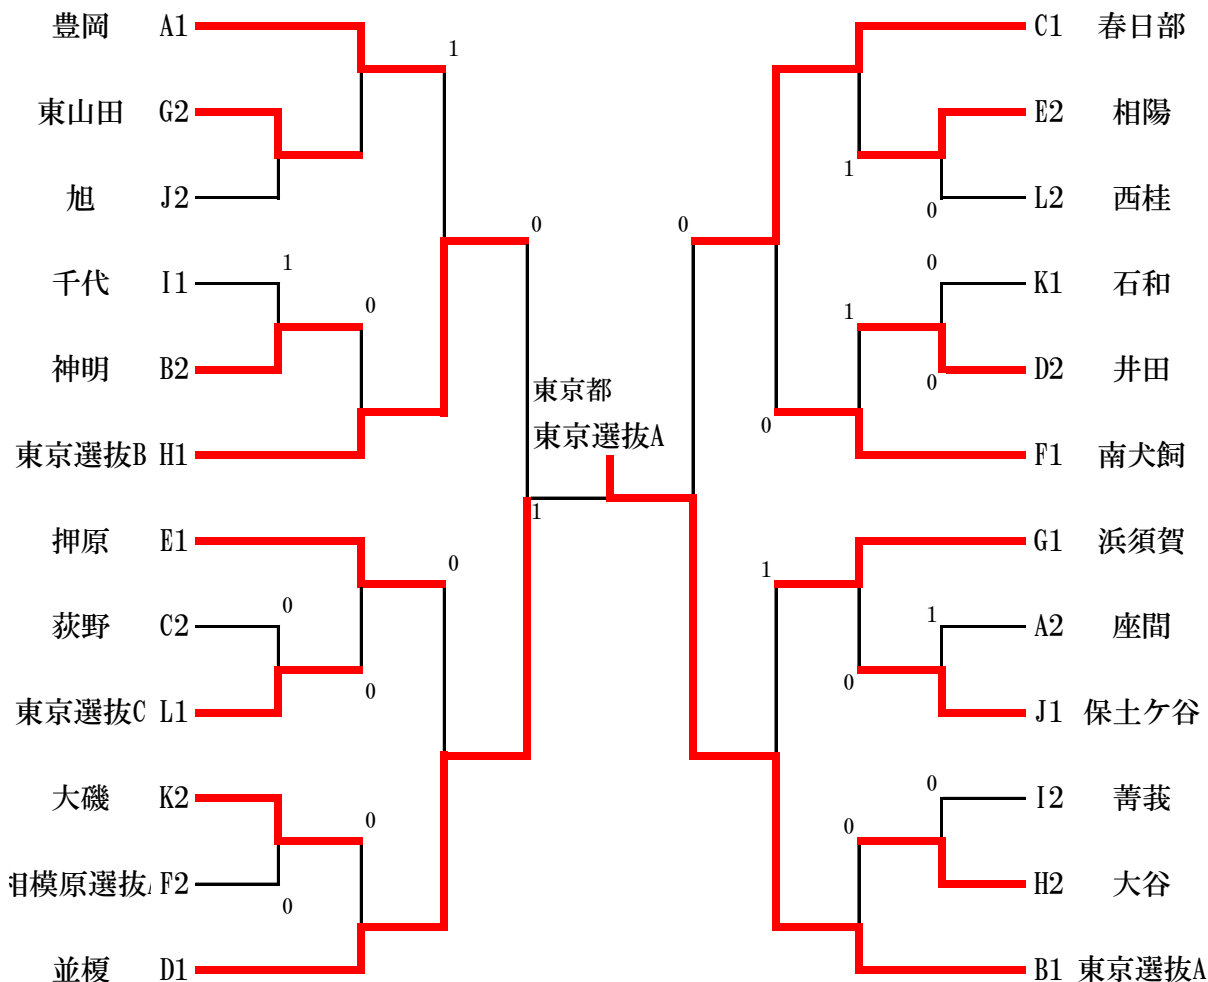 豊岡 A1
東山田 G2
旭 J2
千代 I1
神明 B2
東京選抜B H1
押原 E1
荻野 C2
東京選抜C L1
大磯 K2
相模原選抜 F2
並榎 D1
1
1
0
0
0
0
0
0
0
0
1
東京都
東京選抜A
0
1
0
0
1
0
0
1
1
0
0
0
C1 春日部
E2 相陽
L2 西桂
K1 石和
D2 井田
F1 南犬飼
G1 浜須賀
A2 座間
J1 保土ケ谷
I2 菁莪
H2 大谷
B1 東京選抜A